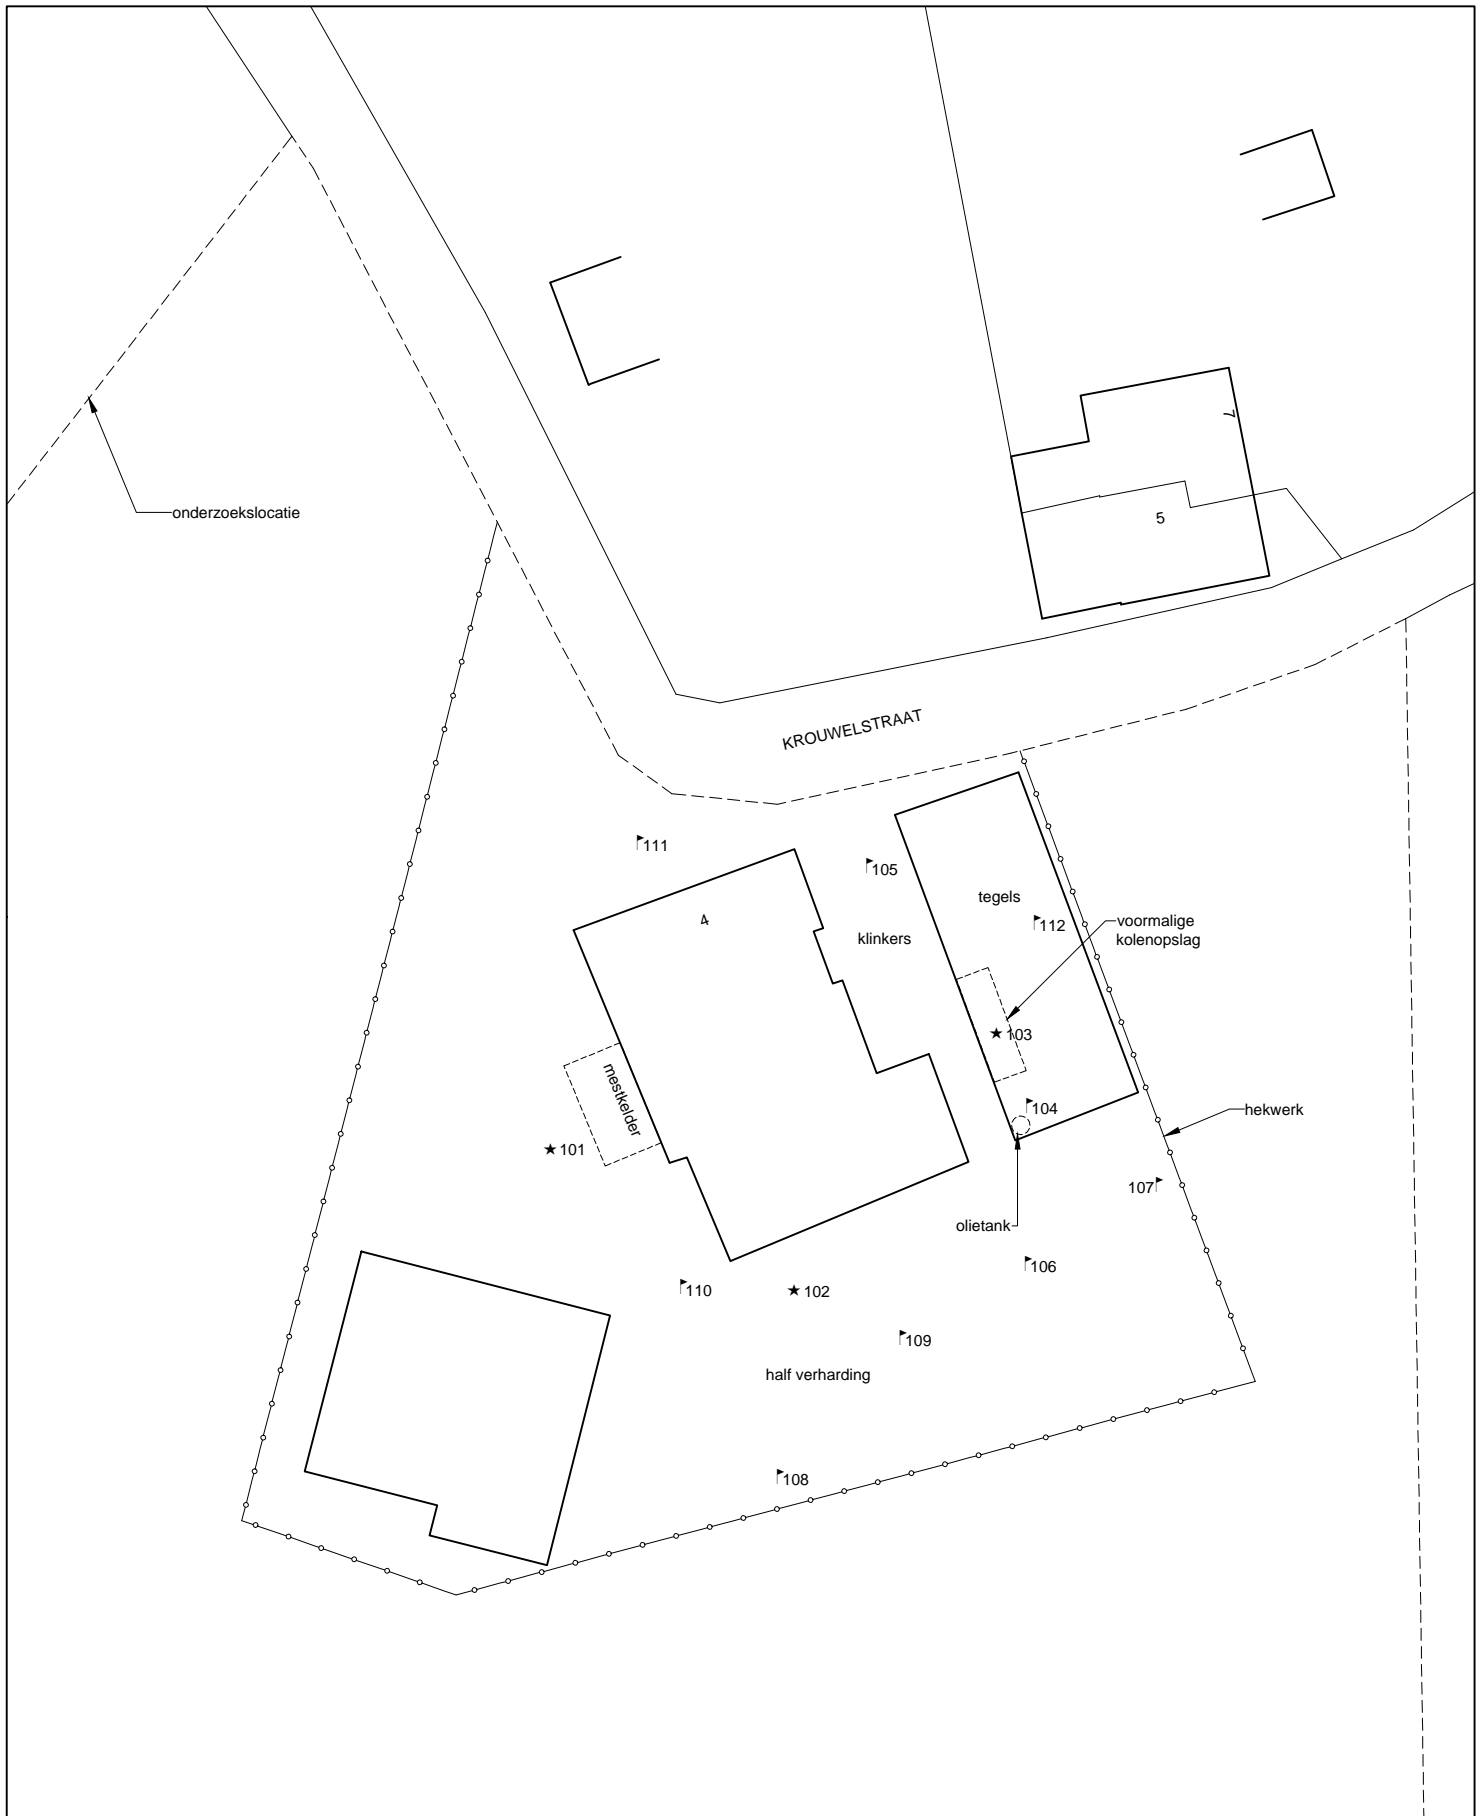 7
onderzoekslocatie
5
KROUWELSTRAAT
111
105
tegels
4
112
voormalige
kolenopslag
klinkers
103
mestkelder
104
hekwerk
101
107
olietank
106
110
102
109
half verharding
108